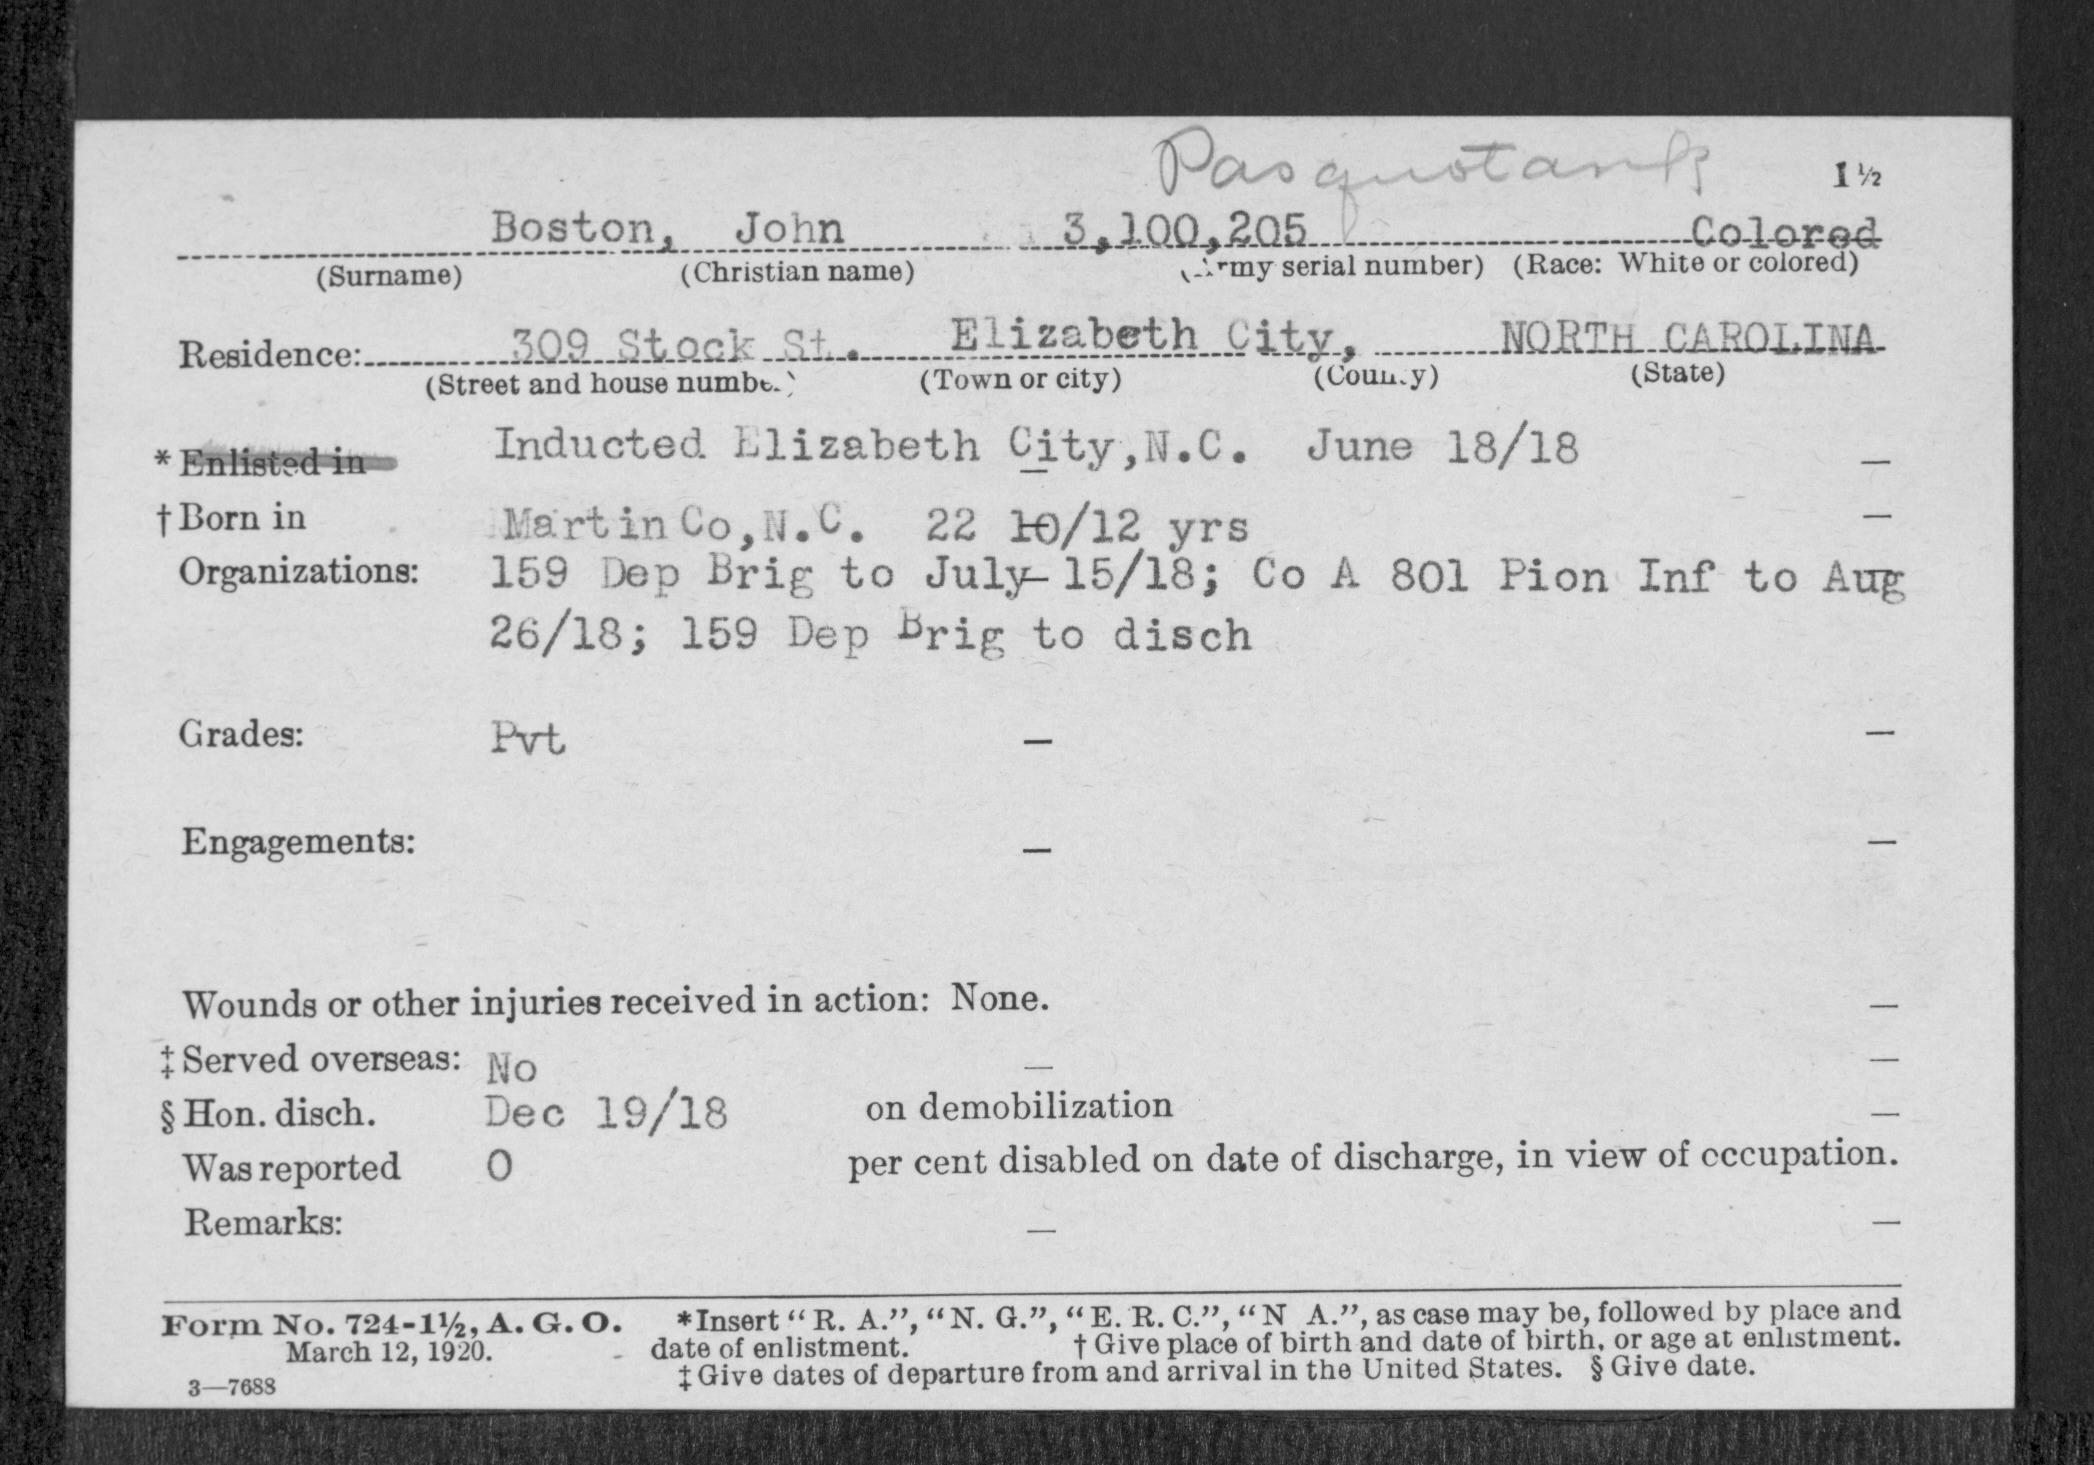 Pasquotank
1 ½
Boston, John 3,100,205 Colored
(Surname) (Christian name) (Army serial number) (Race: White or colored)
Residence: 309 Stock St. Elizabeth City, NORTH CAROLINA
(Street and house number) (Town or city) (County) (State)
* Enlisted in Inducted Elizabeth City, N.C. June 18/18 –
† Born in Martin Co, N.C. 22 10/12 yrs –
Organizations: 159 Dep Brig to July 15/18; Co A 801 Pion Inf to Aug
26/18; 159 Dep Brig to disch
Grades: Pvt – –
Engagements: – –
Wounds or other injuries received in action: None. –
‡ Served overseas: No – –
§ Hon. disch. Dec 19/18 on demobilization –
Was reported 0 per cent disabled on date of discharge, in view of occupation.
Remarks: – –
Form No. 724-1½, A. G. O. * Insert “R. A.”, “N. G.”, “E. R. C.”, “N A.”, as case may be, followed by place and
March 12, 1920. date of enlistment. † Give place of birth and date of birth, or age at enlistment.
3—7688 ‡ Give dates of departure from and arrival in the United States. § Give date.